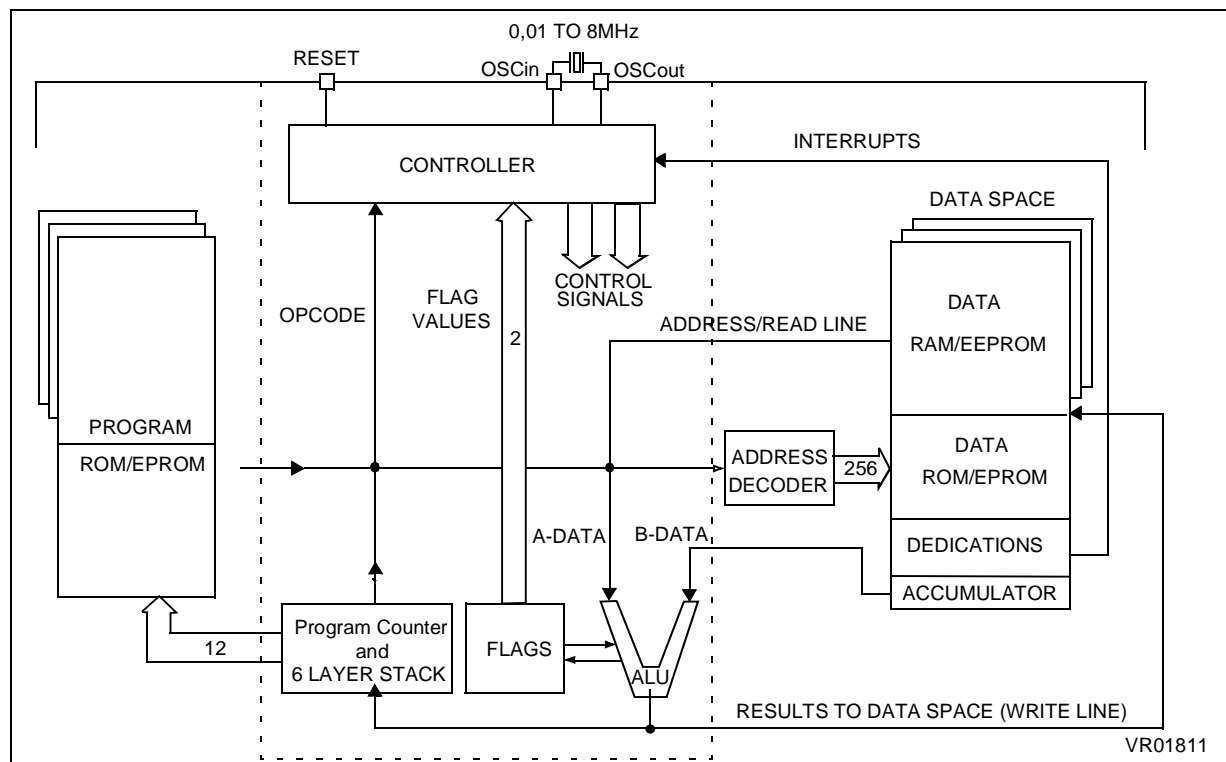 0,01 TO 8MHz
RESET
OSCin
OSCout
CONTROLLER
INTERRUPTS
DATA SPACE
CONTROL
SIGNALS
OPCODE
FLAG
VALUES
2
ADDRESS/READ LINE
DATA
RAM/EEPROM
PROGRAM
ROM/EPROM
ADDRESS
DECODER
256
DATA
ROM/EPROM
A-DATA
B-DATA
DEDICATIONS
ACCUMULATOR
12
Program Counter
and
6 LAYER STACK
FLAGS
ALU
RESULTS TO DATA SPACE (WRITE LINE)
VR01811